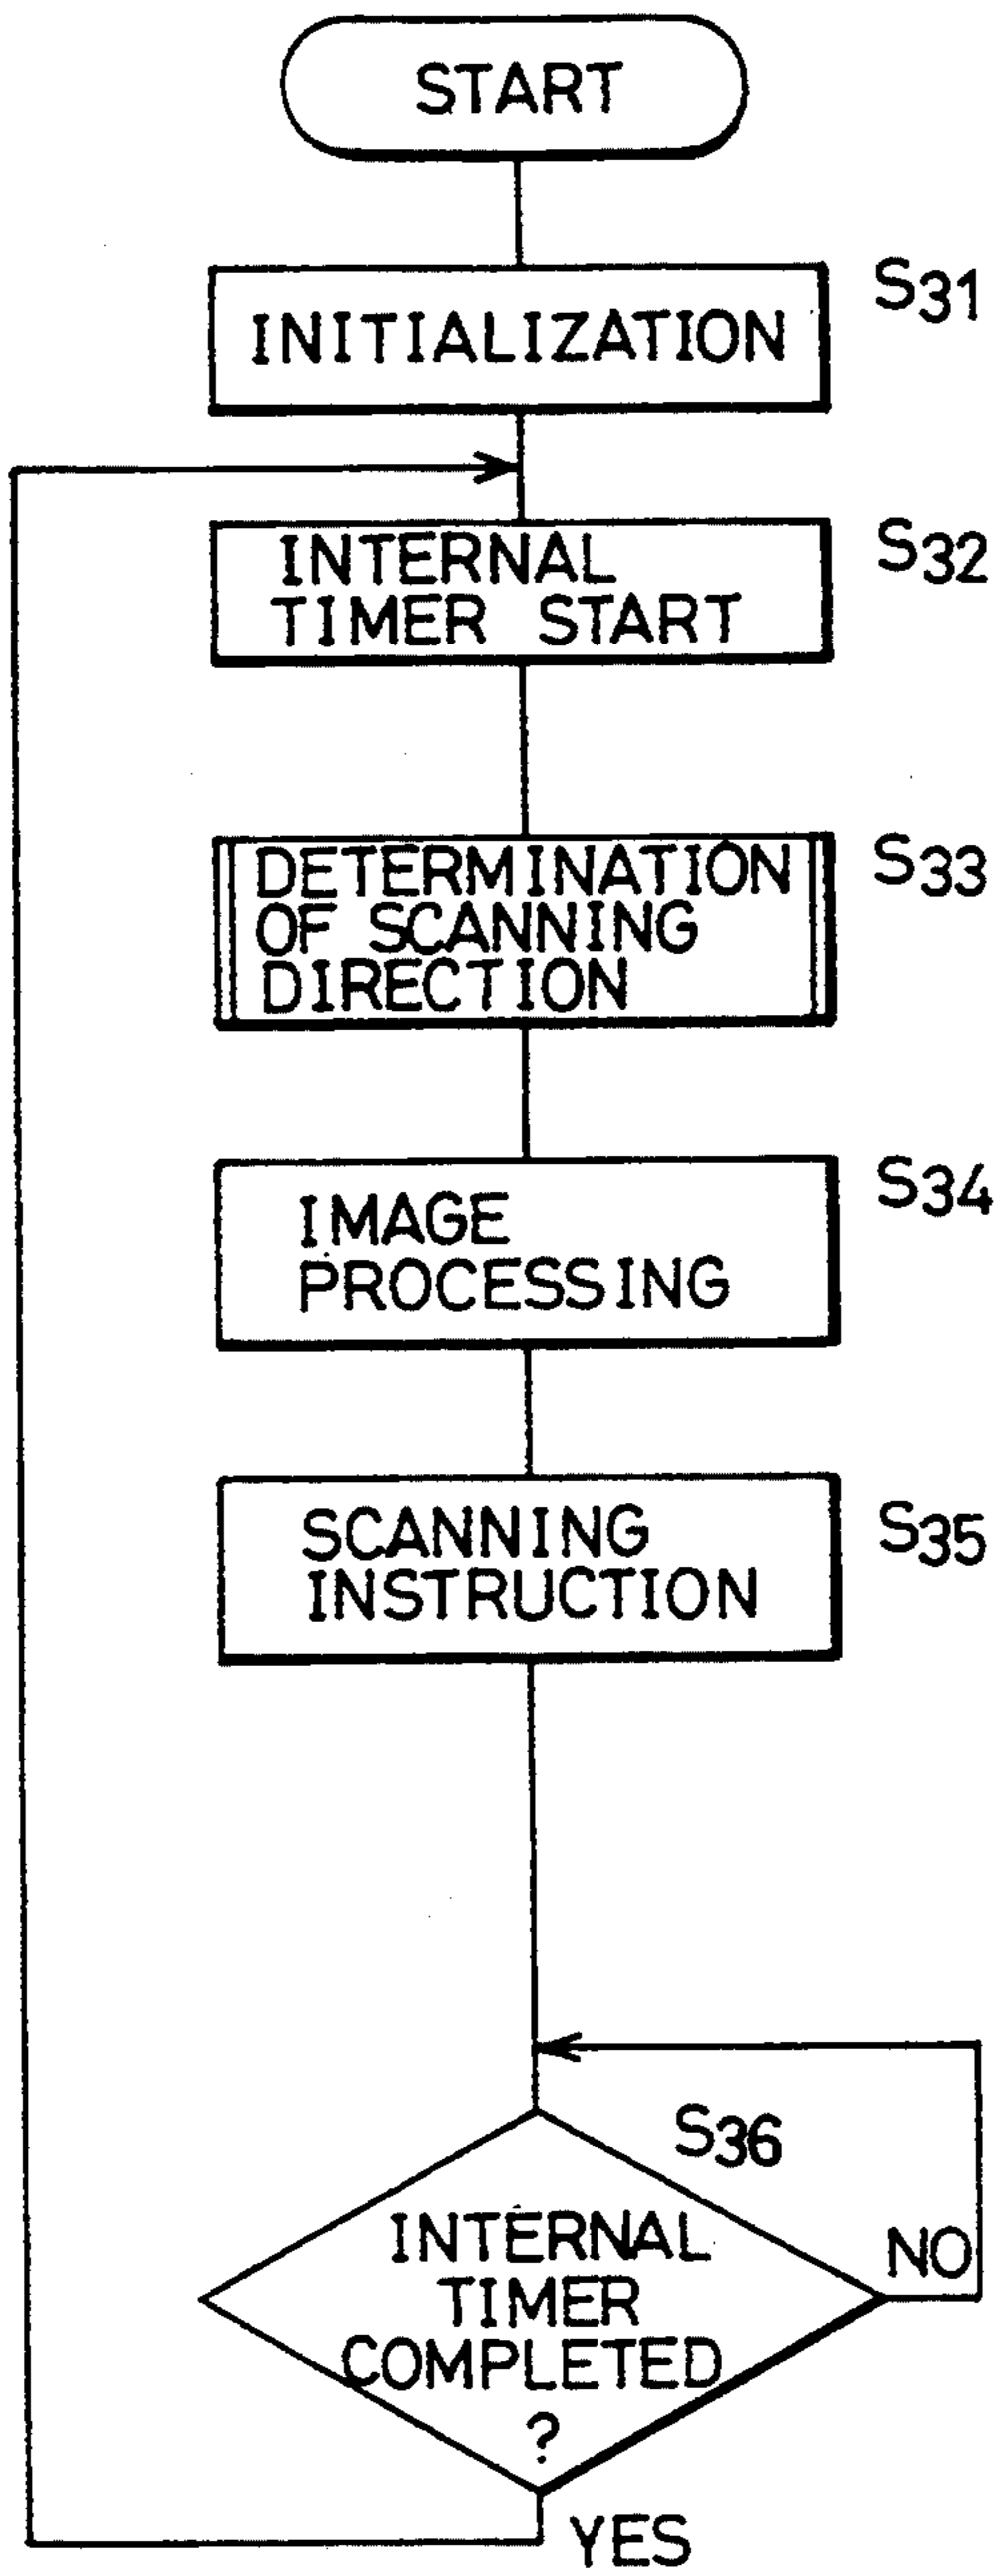 START
INITIALIZATION
S31
INTERNAL
TIMER START
S32
DETERMINATION
OF SCANNING
DIRECTION
S33
IMAGE
PROCESSING
S34
SCANNING
INSTRUCTION
S35
S36
INTERNAL
TIMER
COMPLETED
?
NO
YES